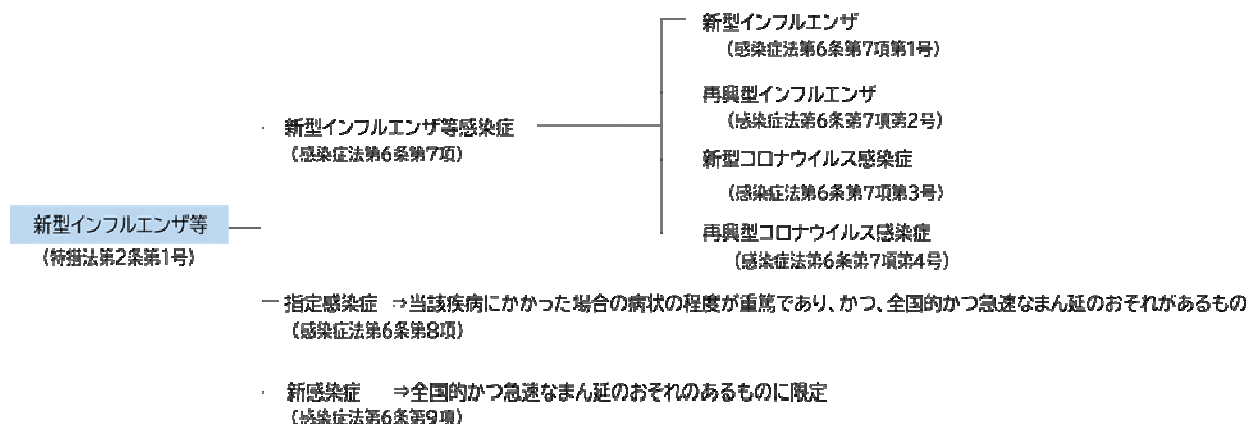 新型インフルエンザ
（感染症法第6条第7項第1号）
再興型インフルエンザ
（感染症法第6条第7項第2号）
新型インフルエンザ等感染症
（感染症法第6条第7項）
新型コロナウイルス感染症
（感染症法第6条第7項第3号）
新型インフルエンザ等
（特措法第2条第1号）
再興型コロナウイルス感染症
（感染症法第6条第7項第4号）
指定感染症 ⇒当該疾病にかかった場合の病状の程度が重篤であり、かつ、全国的かつ急速なまん延のおそれがあるもの
（感染症法第6条第8項）
新感染症 ⇒全国的かつ急速なまん延のおそれのあるものに限定
（感染症法第6条第9項）